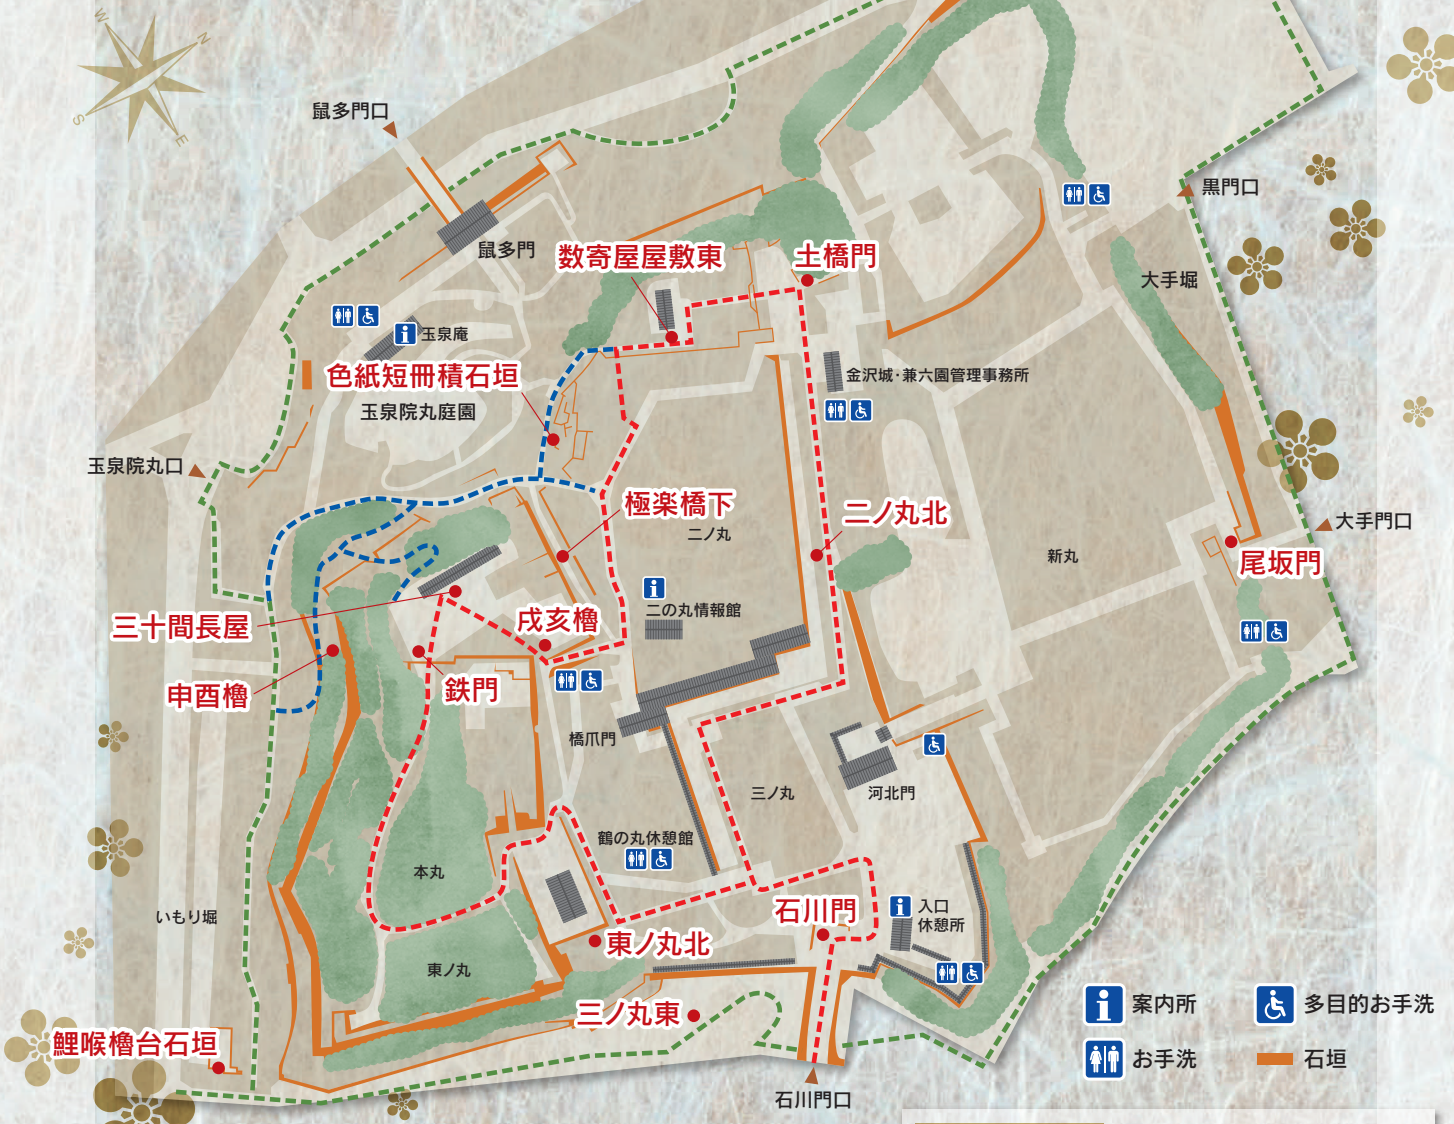 W
N
S
E
鼠多門口
鼠多門
黒門口
数寄屋屋敷東
土橋門
大手堀
玉泉庵
色紙短冊積石垣
金沢城・兼六園管理事務所
玉泉院丸庭園
玉泉院丸口
極楽橋下
二ノ丸
二ノ丸北
大手門口
新丸
尾坂門
二の丸情報館
三十間長屋
戌亥櫓
申酉櫓
鉄門
橋爪門
三ノ丸
河北門
鶴の丸休憩館
本丸
いもり堀
石川門
入口
休憩所
東ノ丸北
東ノ丸
三ノ丸東
鯉喉櫓台石垣
石川門口
案内所
多目的お手洗
お手洗
石垣